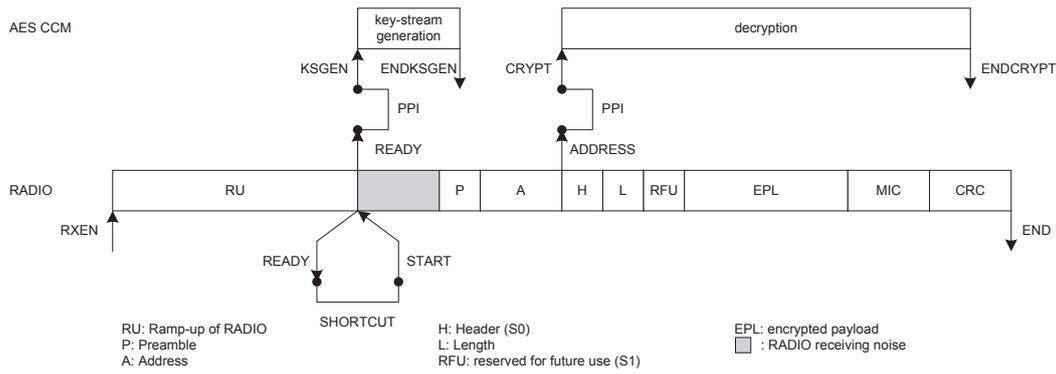 AES CCM
key-stream
generation
decryption
KSGEN
ENDKSGEN
CRYPT
ENDCRYPT
PPI
PPI
READY
ADDRESS
RADIO
RU
P
A
H
L
RFU
EPL
MIC
CRC
RXEN
END
READY
START
SHORTCUT
RU: Ramp-up of RADIO
P: Preamble
A: Address
H: Header (S0)
L: Length
RFU: reserved for future use (S1)
EPL: encrypted payload
: RADIO receiving noise